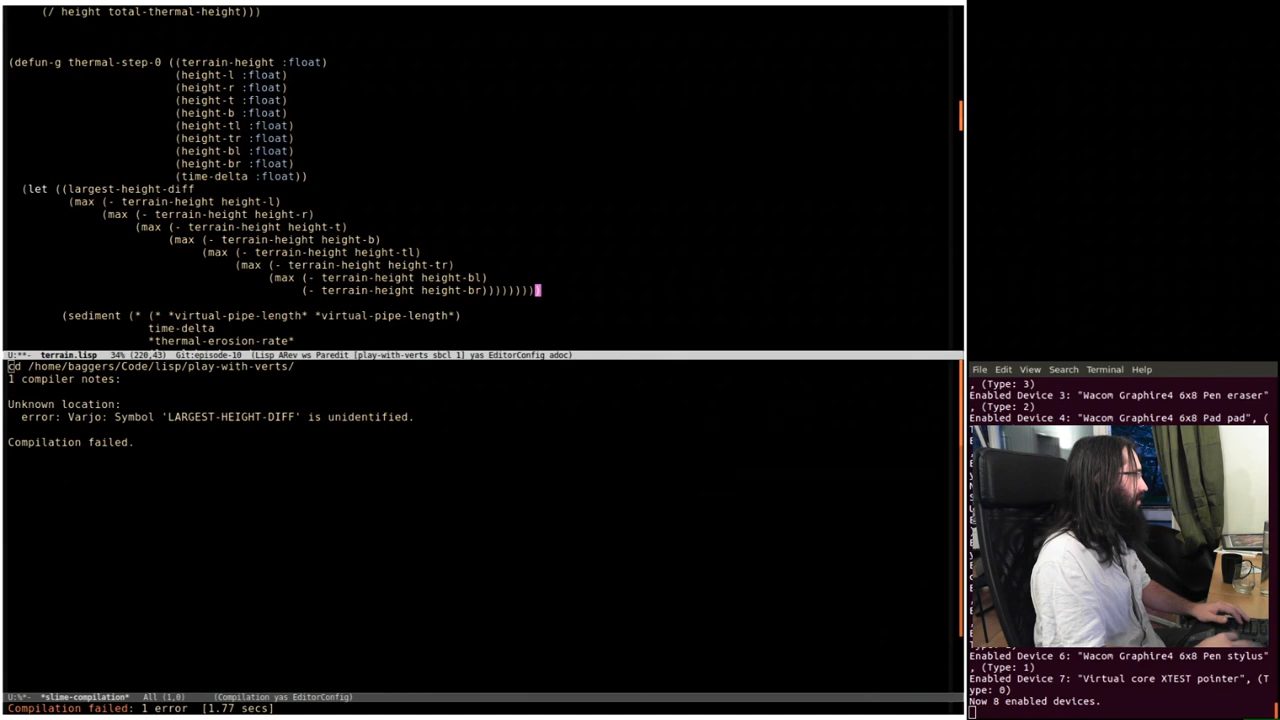 (/ height total-thermal-height)))
(defun-g thermal-step-0 ((terrain-height :float)
(height-l :float)
(height-r :float)
(height-t :float)
(height-b :float)
(height-tl :float)
(height-tr :float)
(height-bl :float)
(height-br :float)
(time-delta :float))
(let ((largest-height-diff
(max (- terrain-height height-l)
(max (- terrain-height height-r)
(max (- terrain-height height-t)
(max (- terrain-height height-b)
(max (- terrain-height height-tl)
(max (- terrain-height height-tr)
(max (- terrain-height height-bl)
(- terrain-height height-br)))))))))
(sediment (* (* *virtual-pipe-length* *virtual-pipe-length*)
time-delta
*thermal-erosion-rate*
U:**- terrain.lisp 34% (220,43) Git:episode-10 (Lisp ARev ws Paredit [play-with-verts sbcl 1] yas EditorConfig adoc)
cd /home/baggers/Code/lisp/play-with-verts/
1 compiler notes:
Unknown location:
error: Varjo: Symbol 'LARGEST-HEIGHT-DIFF' is unidentified.
Compilation failed.
U:%*- *slime-compilation* All (1,0) (Compilation yas EditorConfig)
Compilation failed: 1 error [1.77 secs]
File Edit View Search Terminal Help
, (Type: 3)
Enabled Device 3: "Wacom Graphire4 6x8 Pen eraser"
, (Type: 2)
Enabled Device 4: "Wacom Graphire4 6x8 Pad pad", (
Enabled Device 6: "Wacom Graphire4 6x8 Pen stylus"
, (Type: 1)
Enabled Device 7: "Virtual core XTEST pointer", (T
ype: 0)
Now 8 enabled devices.